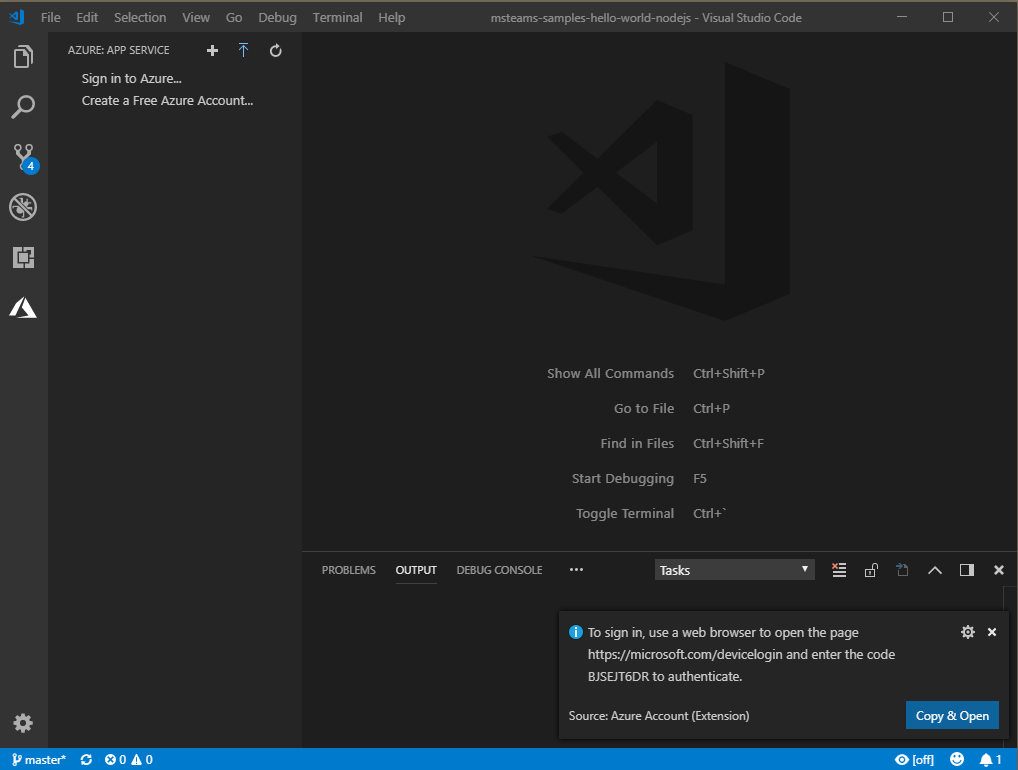 File Edit Selection View Go Debug Terminal Help msteams-samples-hello-world-nodejs - Visual Studio Code
AZURE: APP SERVICE
Sign in to Azure...
Create a Free Azure Account...
4
Show All Commands Ctrl+Shift+P
Go to File Ctrl+P
Find in Files Ctrl+Shift+F
Start Debugging F5
Toggle Terminal Ctrl+`
PROBLEMS OUTPUT DEBUG CONSOLE ••• Tasks
To sign in, use a web browser to open the page
https://microsoft.com/devicelogin and enter the code
BJSEJT6DR to authenticate.
Source: Azure Account (Extension) Copy & Open
master* 0 0 [off] 1